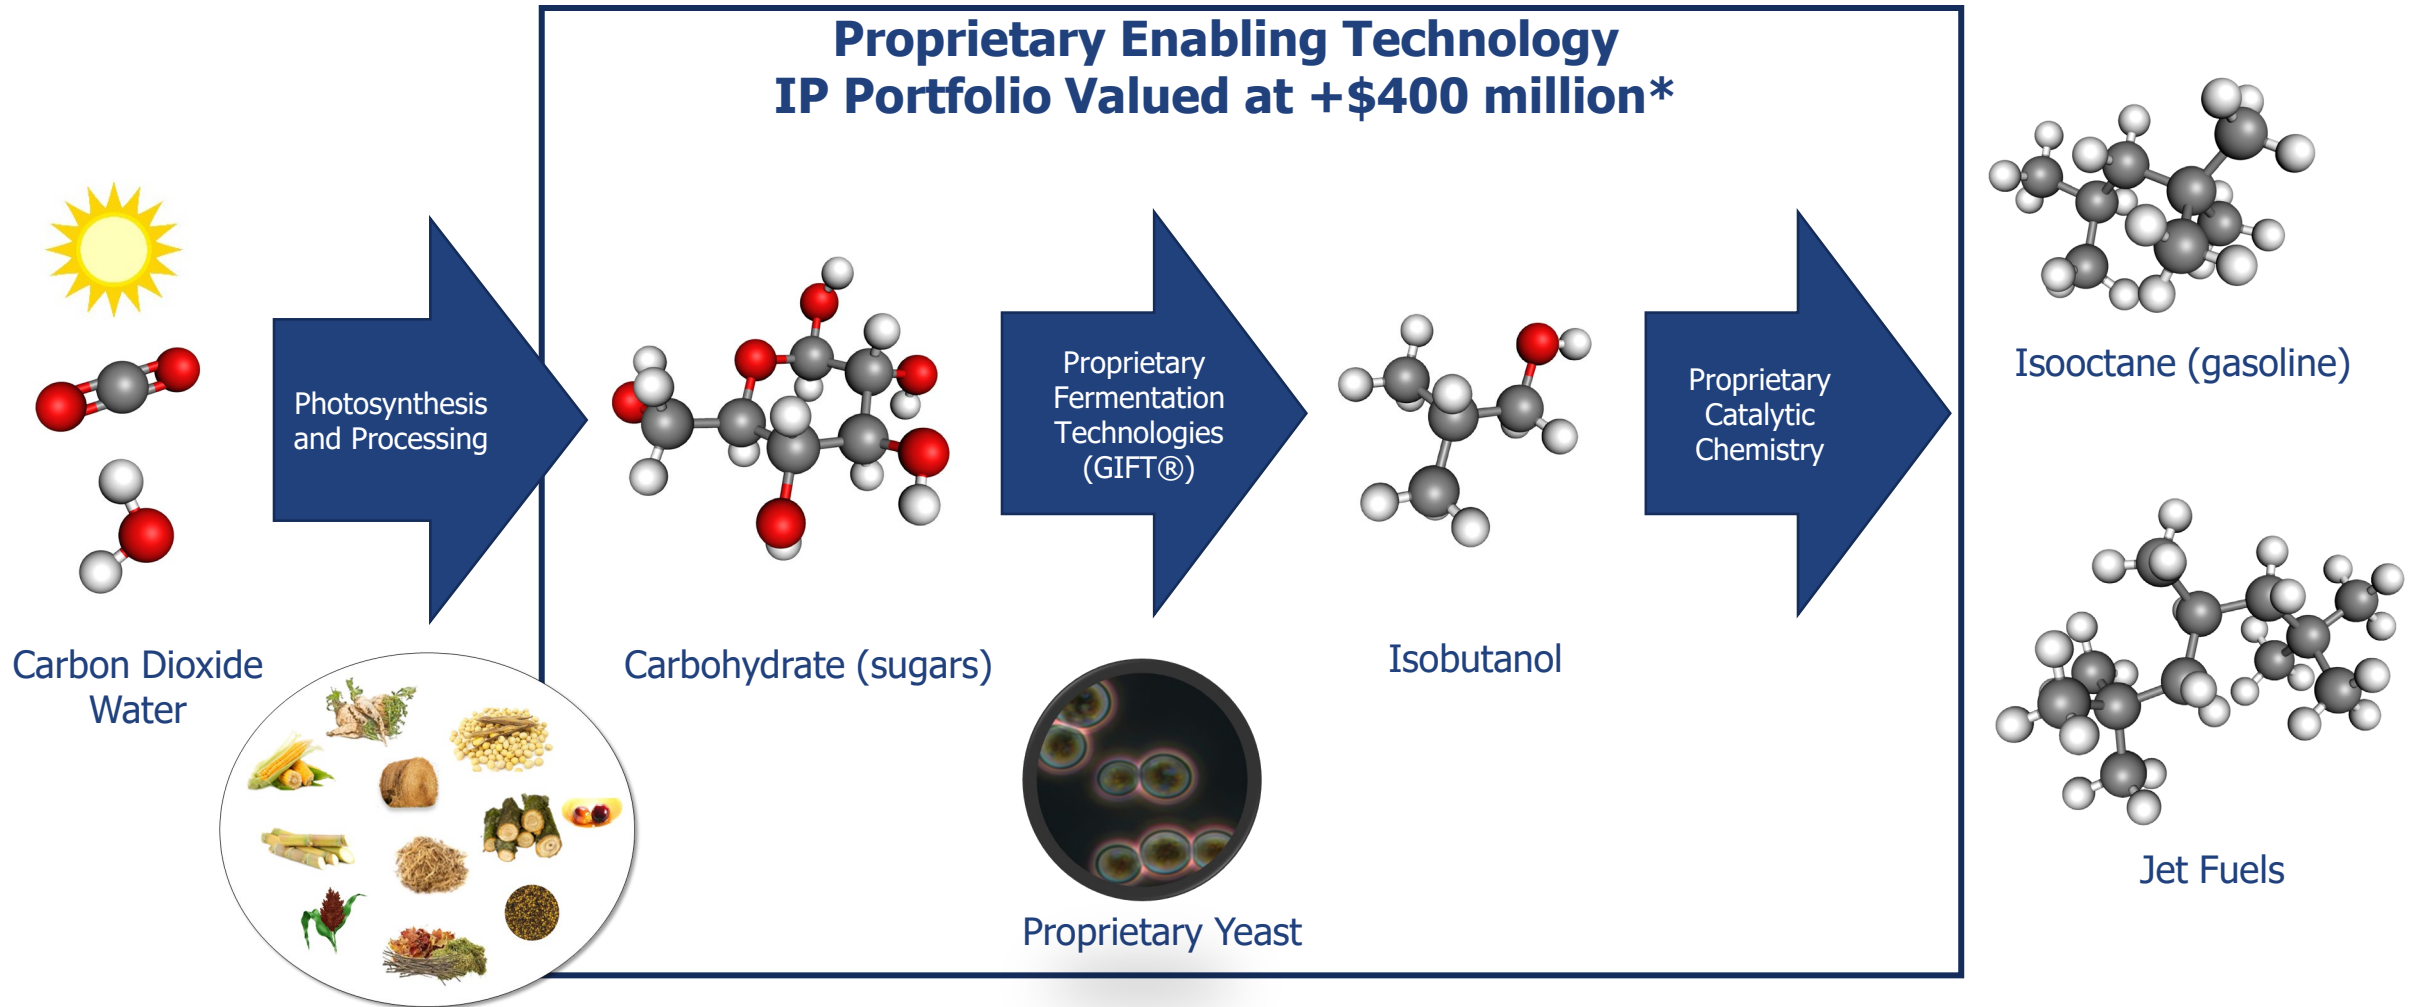 Proprietary Enabling Technology
IP Portfolio Valued at +$400 million*
Photosynthesis
and Processing
Proprietary
Fermentation
Technologies
(GIFT®)
Proprietary
Catalytic
Chemistry
Isooctane (gasoline)
Carbon Dioxide
Water
Carbohydrate (sugars)
Isobutanol
Jet Fuels
Proprietary Yeast